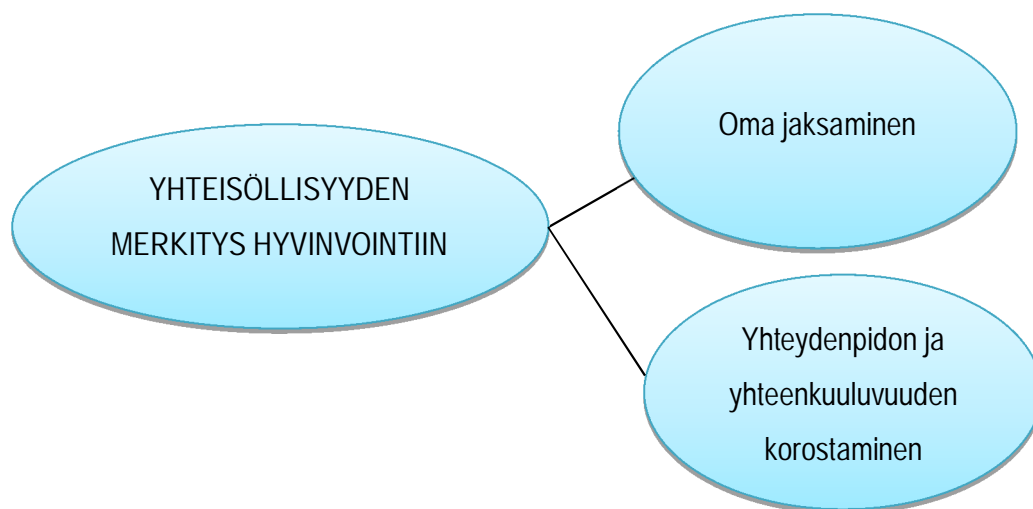 YHTEISÖLLISYYDEN
MERKITYS HYVINVOINTIIN
Oma jaksaminen
Yhteydenpidon ja
yhteenkuuluvuuden
korostaminen